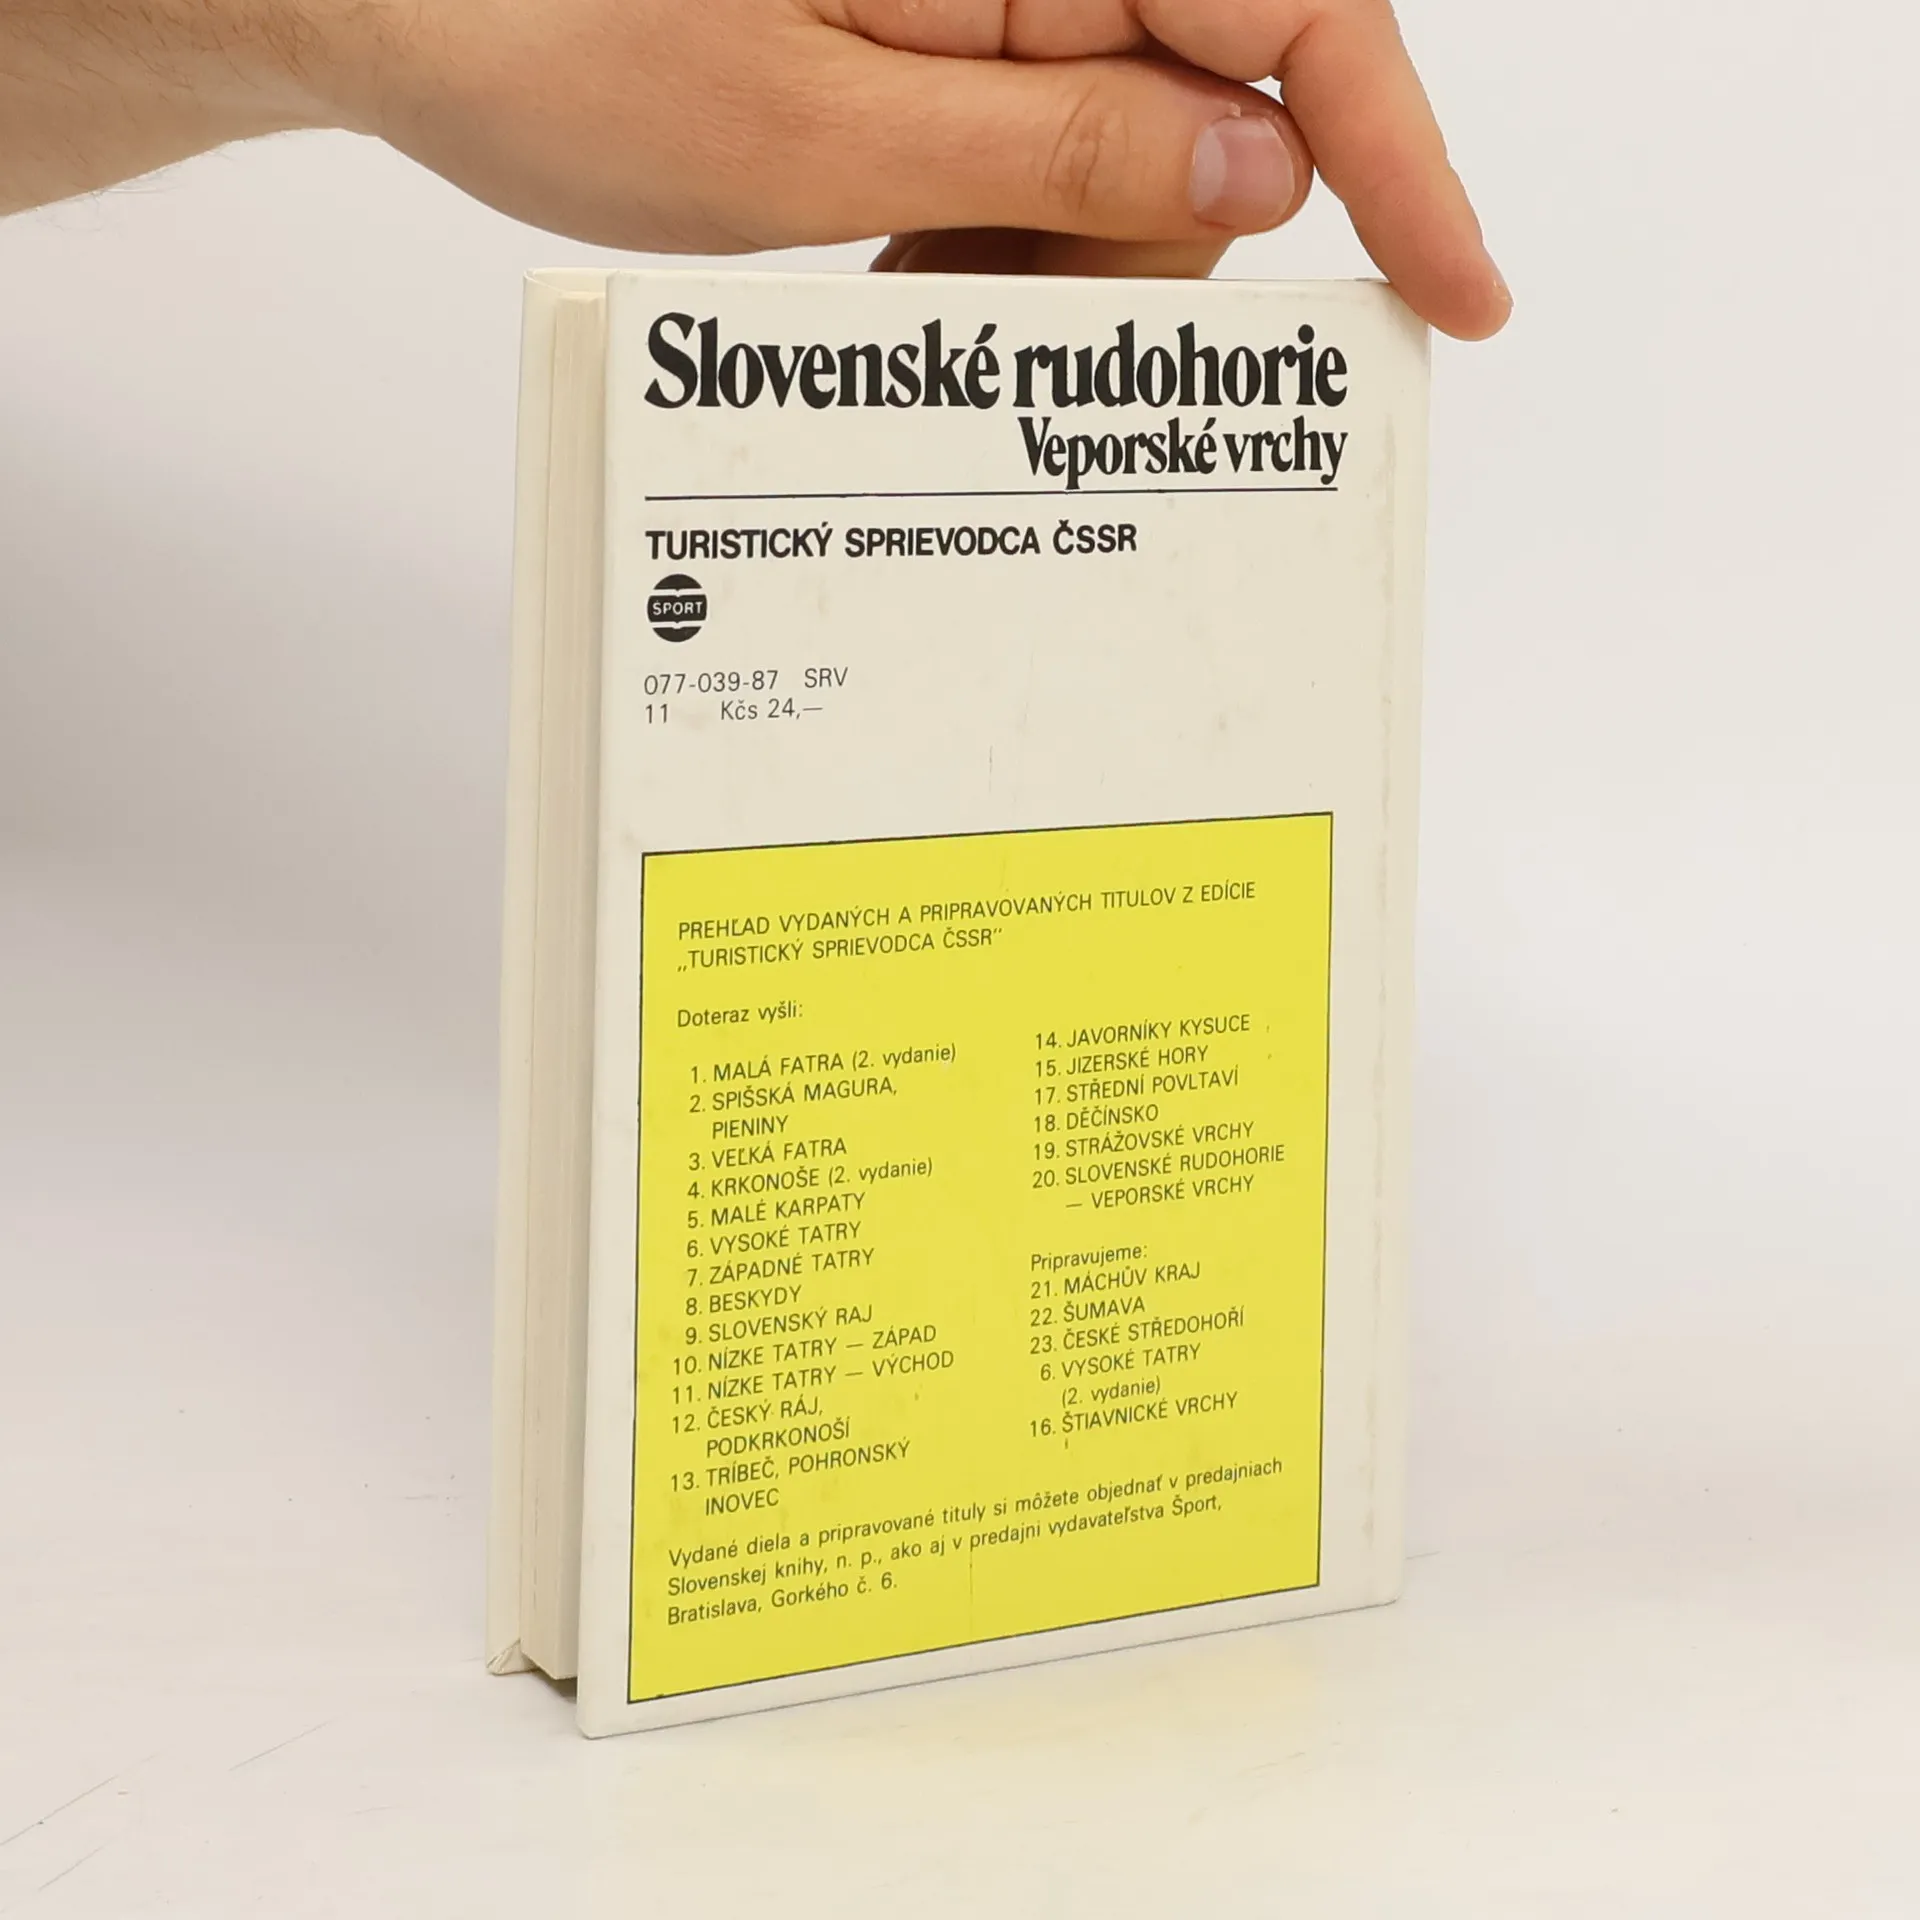 Slovenské rudohorie
Veporské vrchy
TURISTICKÝ SPRIEVODCA ČSSR
ŠPORT
077-039-87 SRV
11 Kčs 24,—
PREHĽAD VYDANÝCH A PRIPRAVOVANÝCH TITULOV Z EDÍCIE
„TURISTICKÝ SPRIEVODCA ČSSR“
Doteraz vyšli:
1. MALÁ FATRA (2. vydanie)
2. SPIŠSKÁ MAGURA,
PIENINY
3. VEĽKÁ FATRA
4. KRKONOŠE (2. vydanie)
5. MALÉ KARPATY
6. VYSOKÉ TATRY
7. ZÁPADNÉ TATRY
8. BESKYDY
9. SLOVENSKÝ RAJ
10. NÍZKE TATRY — ZÁPAD
11. NÍZKE TATRY — VÝCHOD
12. ČESKÝ RÁJ,
PODKRKONOŠÍ
13. TRÍBEČ, POHRONSKÝ
INOVEC
14. JAVORNÍKY KYSUCE
15. JIZERSKÉ HORY
17. STŘEDNÍ POVLTAVÍ
18. DĚČÍNSKO
19. STRÁŽOVSKÉ VRCHY
20. SLOVENSKÉ RUDOHORIE
— VEPORSKÉ VRCHY
Pripravujeme:
21. MÁCHŮV KRAJ
22. ŠUMAVA
23. ČESKÉ STŘEDOHOŘÍ
6. VYSOKÉ TATRY
(2. vydanie)
16. ŠTIAVNICKÉ VRCHY
Vydané diela a pripravované tituly si môžete objednať v predajniach
Slovenskej knihy, n. p., ako aj v predajni vydavateľstva Šport,
Bratislava, Gorkého č. 6.